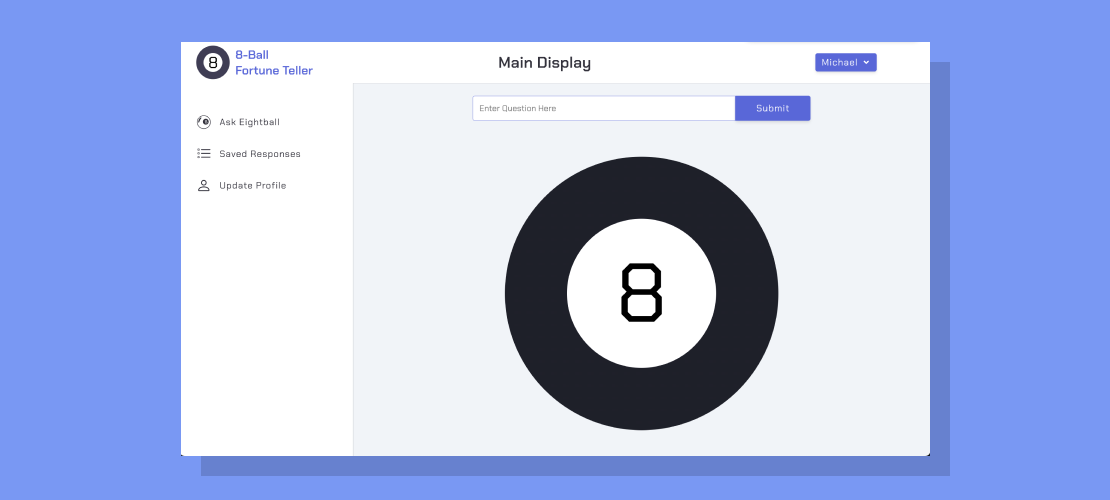 8
8-Ball
Fortune Teller
Main Display
Michael
Ask Eightball
Saved Responses
Update Profile
Enter Question Here
Submit
8